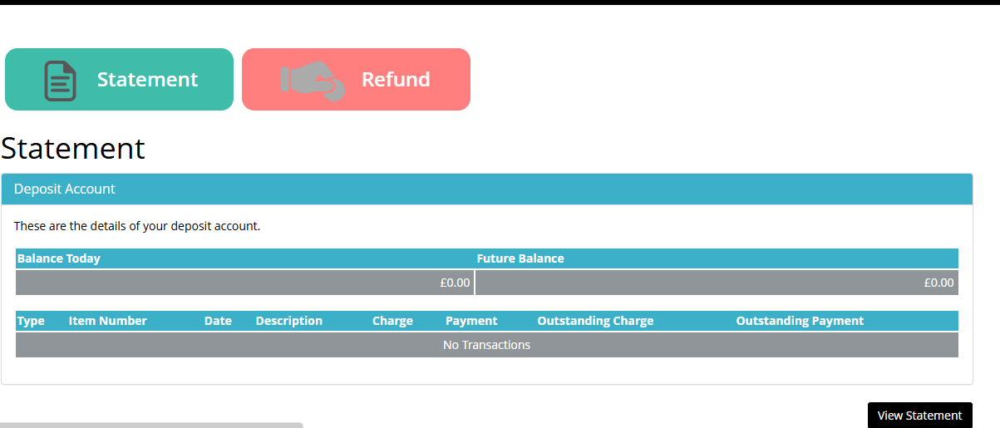 Statement
Refund
Statement
Deposit Account
These are the details of your deposit account.
Balance Today Future Balance
£0.00 £0.00
Type Item Number Date Description Charge Payment Outstanding Charge Outstanding Payment
No Transactions
View Statement